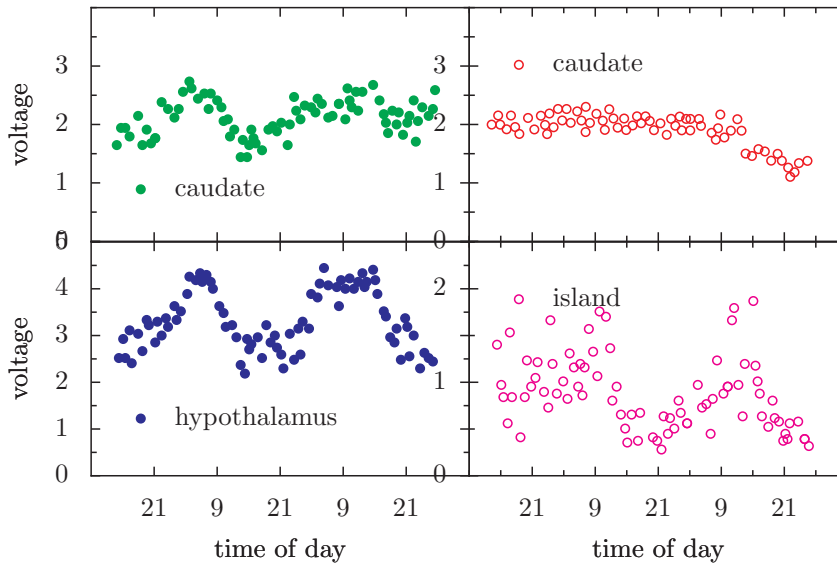 3 3
caudate
voltage
2 2
caudate
1 1
0 0
5
4 2
island
3
voltage
2 1
hypothalamus
1
0 0
21 9 21 9 21 21 9 21 9 21
time of day time of day